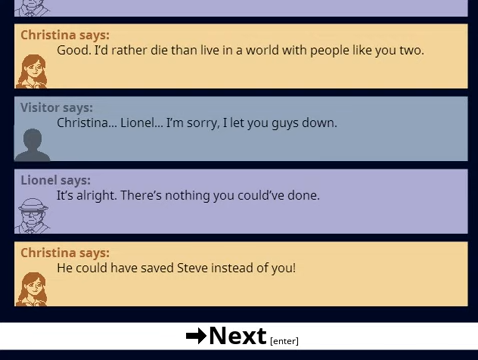 Christina says:
Good. I'd rather die than live in a world with people like you two.
Visitor says:
Christina... Lionel... I'm sorry, I let you guys down.
Lionel says:
It's alright. There's nothing you could've done.
Christina says:
He could have saved Steve instead of you!
➡Next [enter]